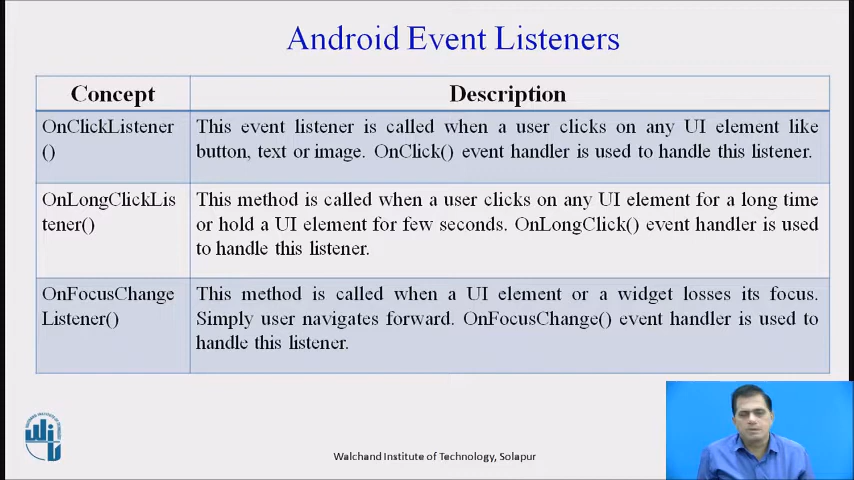 Android Event Listeners
Concept
Description
OnClickListener
()
This event listener is called when a user clicks on any UI element like
button, text or image. OnClick() event handler is used to handle this listener.
OnLongClickLis
tener()
This method is called when a user clicks on any UI element for a long time
or hold a UI element for few seconds. OnLongClick() event handler is used
to handle this listener.
OnFocusChange
Listener()
This method is called when a UI element or a widget losses its focus.
Simply user navigates forward. OnFocusChange() event handler is used to
handle this listener.
Walchand Institute of Technology, Solapur